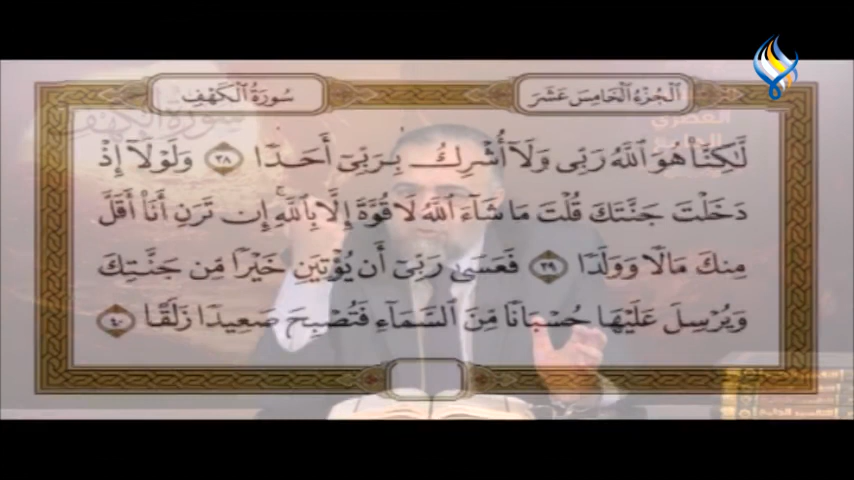 الجُزْءُ الخَامِسَ عَشَرَ
سُورَةُ الكَهْفِ
لَّٰكِنَّا۠ هُوَ ٱللَّهُ رَبِّى وَلَآ أُشْرِكُ بِرَبِّىٓ أَحَدًا ٣٨ وَلَوْلَآ إِذْ
دَخَلْتَ جَنَّتَكَ قُلْتَ مَا شَآءَ ٱللَّهُ لَا قُوَّةَ إِلَّا بِٱللَّهِ ۚ إِن تَرَنِ أَنَا۠ أَقَلَّ
مِنكَ مَالًا وَوَلَدًا ٣٩ فَعَسَىٰ رَبِّىٓ أَن يُؤْتِيَنِ خَيْرًا مِّن جَنَّتِكَ
وَيُرْسِلَ عَلَيْهَا حُسْبَانًا مِّنَ ٱلسَّمَآءِ فَتُصْبِحَ صَعِيدًا زَلَقًا ٤٠